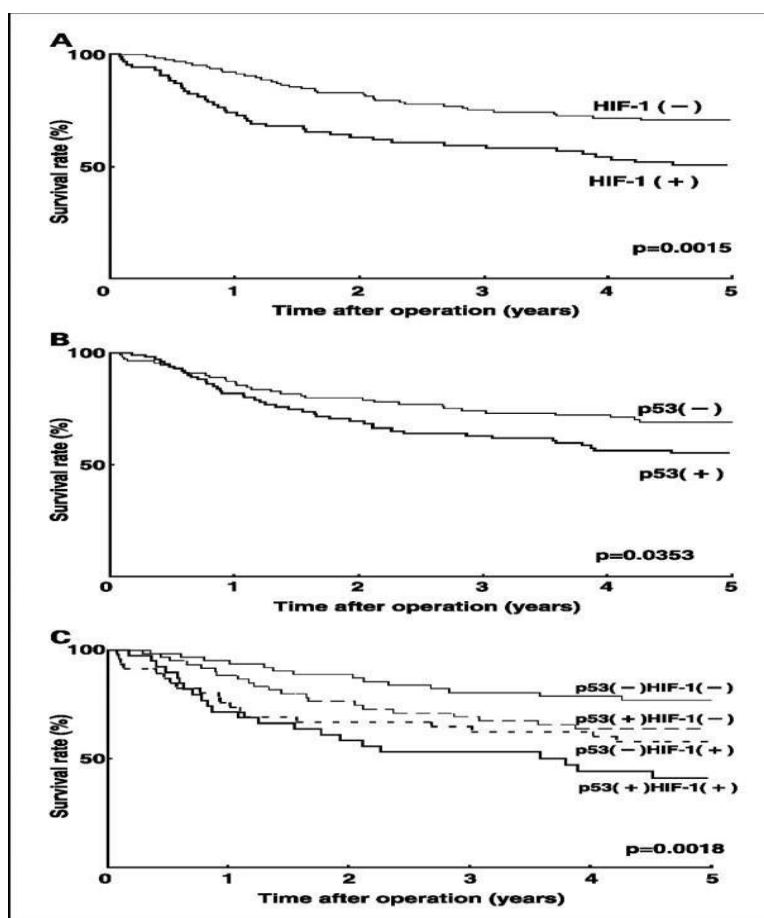 A
100
50
Survival rate (%)
HIF-1 (−)
HIF-1 (+)
p=0.0015
0 1 2 3 4 5
Time after operation (years)
B
100
50
Survival rate (%)
p53(−)
p53(+)
p=0.0353
0 1 2 3 4 5
Time after operation (years)
C
100
50
Survival rate (%)
p53(−)HIF-1(−)
p53(+)HIF-1(−)
p53(−)HIF-1(+)
p53(+)HIF-1(+)
p=0.0018
0 1 2 3 4 5
Time after operation (years)